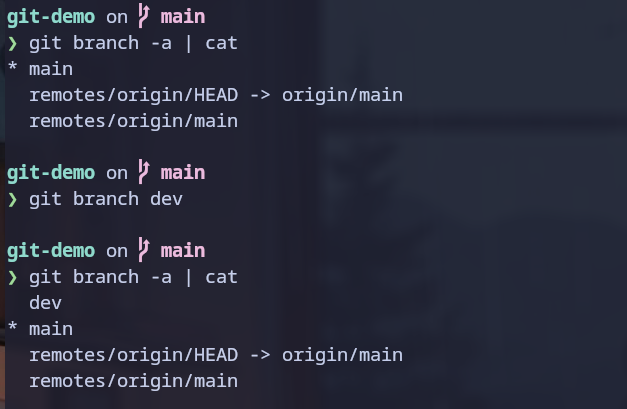 git-demo on  main
❯ git branch -a | cat
* main
  remotes/origin/HEAD -> origin/main
  remotes/origin/main
git-demo on  main
❯ git branch dev
git-demo on  main
❯ git branch -a | cat
  dev
* main
  remotes/origin/HEAD -> origin/main
  remotes/origin/main